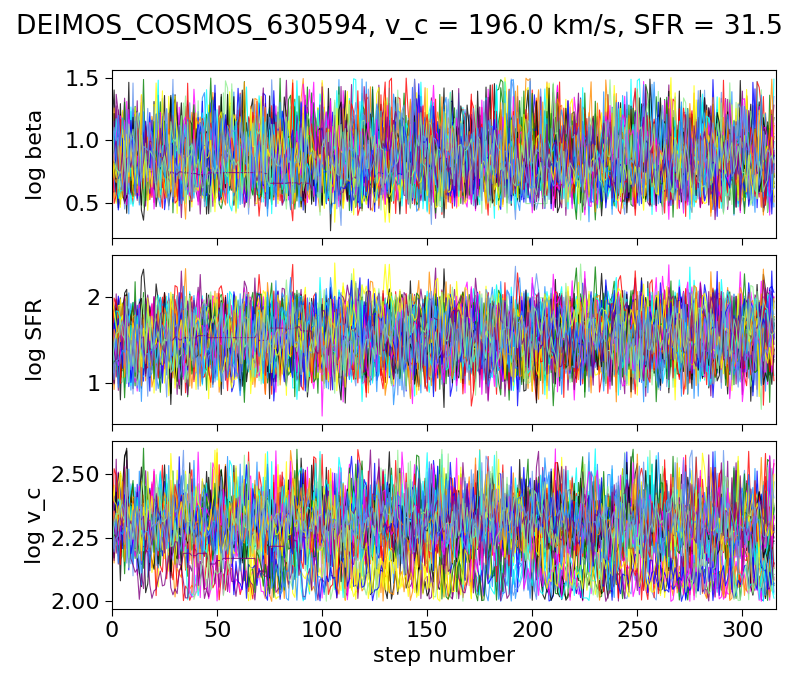 DEIMOS_COSMOS_630594, v_c = 196.0 km/s, SFR = 31.5
1.5
1.0
0.5
log beta
2
1
log SFR
2.50
2.25
2.00
log v_c
0 50 100 150 200 250 300
step number